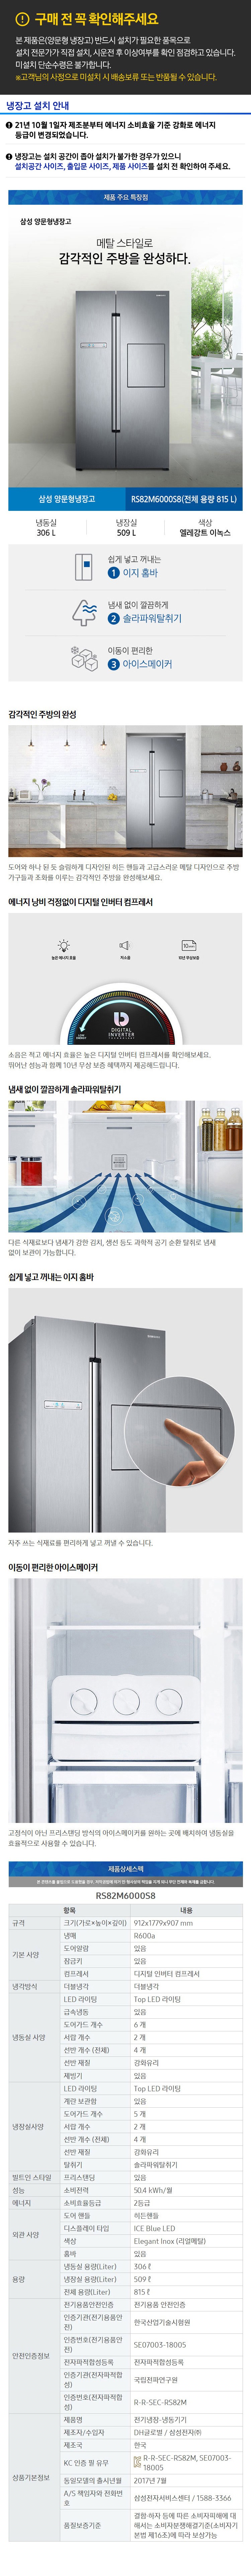 구매 전 꼭 확인해주세요
본 제품은(양문형 냉장고) 반드시 설치가 필요한 품목으로
설치 전문가가 직접 설치, 시운전 후 이상여부를 확인 점검하고 있습니다.
미설치 단순수령은 불가합니다.
※고객님의 사정으로 미설치 시 배송보류 또는 반품될 수 있습니다.
냉장고 설치 안내
21년 10월 1일자 제조분부터 에너지 소비효율 기준 강화로 에너지
등급이 변경되었습니다.
냉장고는 설치 공간이 좁아 설치가 불가한 경우가 있으니
설치공간 사이즈, 출입문 사이즈, 제품 사이즈를 설치 전 확인하여 주세요.
제품 주요 특장점
삼성 양문형냉장고
메탈 스타일로
감각적인 주방을 완성하다.
삼성 양문형냉장고
RS82M6000S8(전체 용량 815 L)
냉동실 냉장실 색상
306 L 509 L 엘레강트 이녹스
쉽게 넣고 꺼내는
1 이지 홈바
냄새 없이 깔끔하게
2 솔라파워탈취기
이동이 편리한
3 아이스메이커
감각적인 주방의 완성
도어와 하나 된 듯 슬림하게 디자인된 히든 핸들과 고급스러운 메탈 디자인으로 주방
가구들과 조화를 이루는 감각적인 주방을 완성해보세요.
에너지 낭비 걱정없이 디지털 인버터 컴프레서
높은 에너지 효율 저소음 10년 무상보증
DIGITAL
INVERTER
소음은 적고 에너지 효율은 높은 디지털 인버터 컴프레서를 확인해보세요.
뛰어난 성능과 함께 10년 무상 보증 혜택까지 제공해드립니다.
냄새 없이 깔끔하게 솔라파워탈취기
다른 식재료보다 냄새가 강한 김치, 생선 등도 과학적 공기 순환 탈취로 냄새
없이 보관이 가능합니다.
쉽게 넣고 꺼내는 이지 홈바
자주 쓰는 식재료를 편리하게 넣고 꺼낼 수 있습니다.
이동이 편리한 아이스메이커
고정식이 아닌 프리스탠딩 방식의 아이스메이커를 원하는 곳에 배치하여 냉동실을
효율적으로 사용할 수 있습니다.
제품상세스펙
RS82M6000S8
항목 내용
규격 크기(가로×높이×깊이) 912x1779x907 mm
기본 사양 냉매 R600a
도어알람 있음
잠금키 있음
컴프레서 디지털 인버터 컴프레서
냉각방식 더블냉각 더블냉각
냉동실 사양 LED 라이팅 Top LED 라이팅
급속냉동 있음
도어가드 개수 6 개
서랍 개수 2 개
선반 개수 (전체) 4 개
선반 재질 강화유리
제빙기 있음
냉장실사양 LED 라이팅 Top LED 라이팅
계란 보관함 있음
도어가드 개수 5 개
서랍 개수 2 개
선반 개수 (전체) 4 개
선반 재질 강화유리
탈취기 솔라파워탈취기
빌트인 스타일 프리스탠딩 있음
성능 소비전력 50.4 kWh/월
에너지 소비효율등급 2등급
외관 사양 도어 핸들 히든핸들
디스플레이 타입 ICE Blue LED
색상 Elegant Inox (리얼메탈)
홈바 있음
용량 냉동실 용량(Liter) 306 ℓ
냉장실 용량(Liter) 509 ℓ
전체 용량(Liter) 815 ℓ
안전인증정보 전기용품안전인증 전기용품 안전인증
인증기관(전기용품안전) 한국산업기술시험원
인증번호(전기용품안전) SE07003-18005
전자파적합성등록 전자파적합성등록
인증기관(전자파적합성) 국립전파연구원
인증번호(전자파적합성) R-R-SEC-RS82M
상품기본정보 제품명 전기냉장·냉동기기
제조자/수입자 DH글로벌 / 삼성전자㈜
제조국 한국
KC 인증 필 유무 R-R-SEC-RS82M, SE07003-18005
동일모델의 출시년월 2017년 7월
A/S 책임자와 전화번호 삼성전자서비스센터 / 1588-3366
품질보증기준 결함·하자 등에 따른 소비자피해에 대해서는 소비자분쟁해결기준(소비자기본법 제16조)에 따라 보상가능